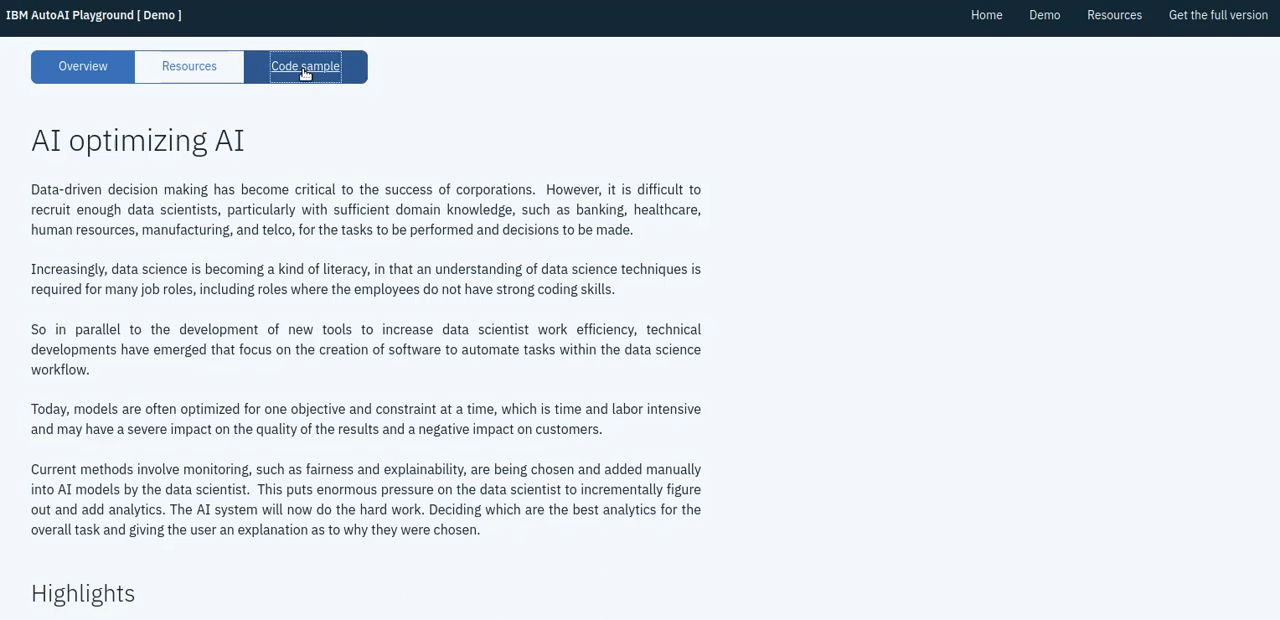 IBM AutoAI Playground [ Demo ]
Home Demo Resources Get the full version
Overview Resources Code sample
AI optimizing AI
Data-driven decision making has become critical to the success of corporations. However, it is difficult to
recruit enough data scientists, particularly with sufficient domain knowledge, such as banking, healthcare,
human resources, manufacturing, and telco, for the tasks to be performed and decisions to be made.
Increasingly, data science is becoming a kind of literacy, in that an understanding of data science techniques is
required for many job roles, including roles where the employees do not have strong coding skills.
So in parallel to the development of new tools to increase data scientist work efficiency, technical
developments have emerged that focus on the creation of software to automate tasks within the data science
workflow.
Today, models are often optimized for one objective and constraint at a time, which is time and labor intensive
and may have a severe impact on the quality of the results and a negative impact on customers.
Current methods involve monitoring, such as fairness and explainability, are being chosen and added manually
into AI models by the data scientist. This puts enormous pressure on the data scientist to incrementally figure
out and add analytics. The AI system will now do the hard work. Deciding which are the best analytics for the
overall task and giving the user an explanation as to why they were chosen.
Highlights